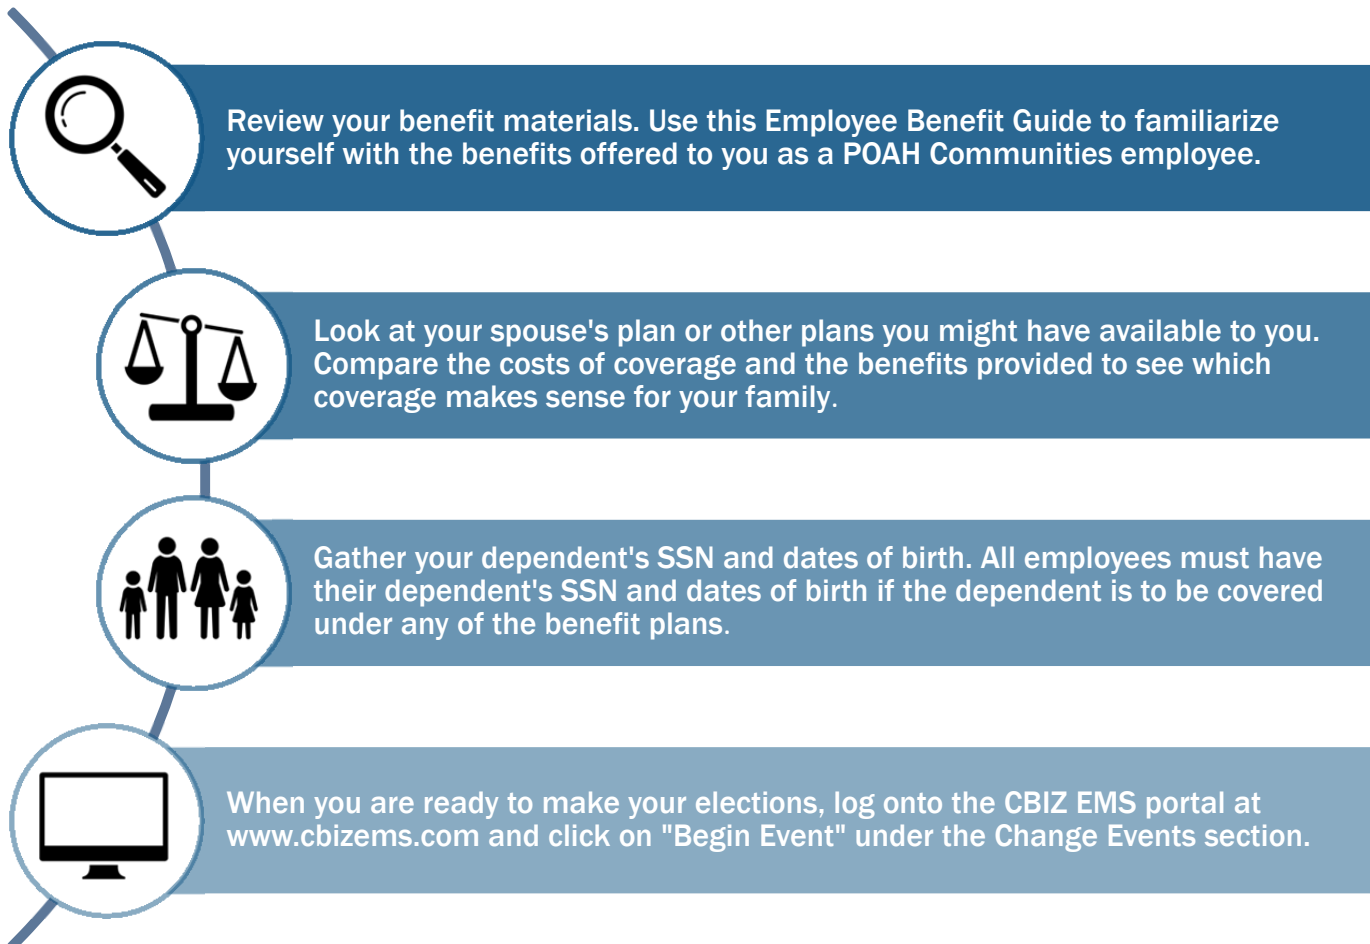 Review your benefit materials. Use this Employee Benefit Guide to familiarize
yourself with the benefits offered to you as a POAH Communities employee.
Look at your spouse's plan or other plans you might have available to you.
Compare the costs of coverage and the benefits provided to see which
coverage makes sense for your family.
Gather your dependent's SSN and dates of birth. All employees must have
their dependent's SSN and dates of birth if the dependent is to be covered
under any of the benefit plans.
When you are ready to make your elections, log onto the CBIZ EMS portal at
www.cbizems.com and click on "Begin Event" under the Change Events section.